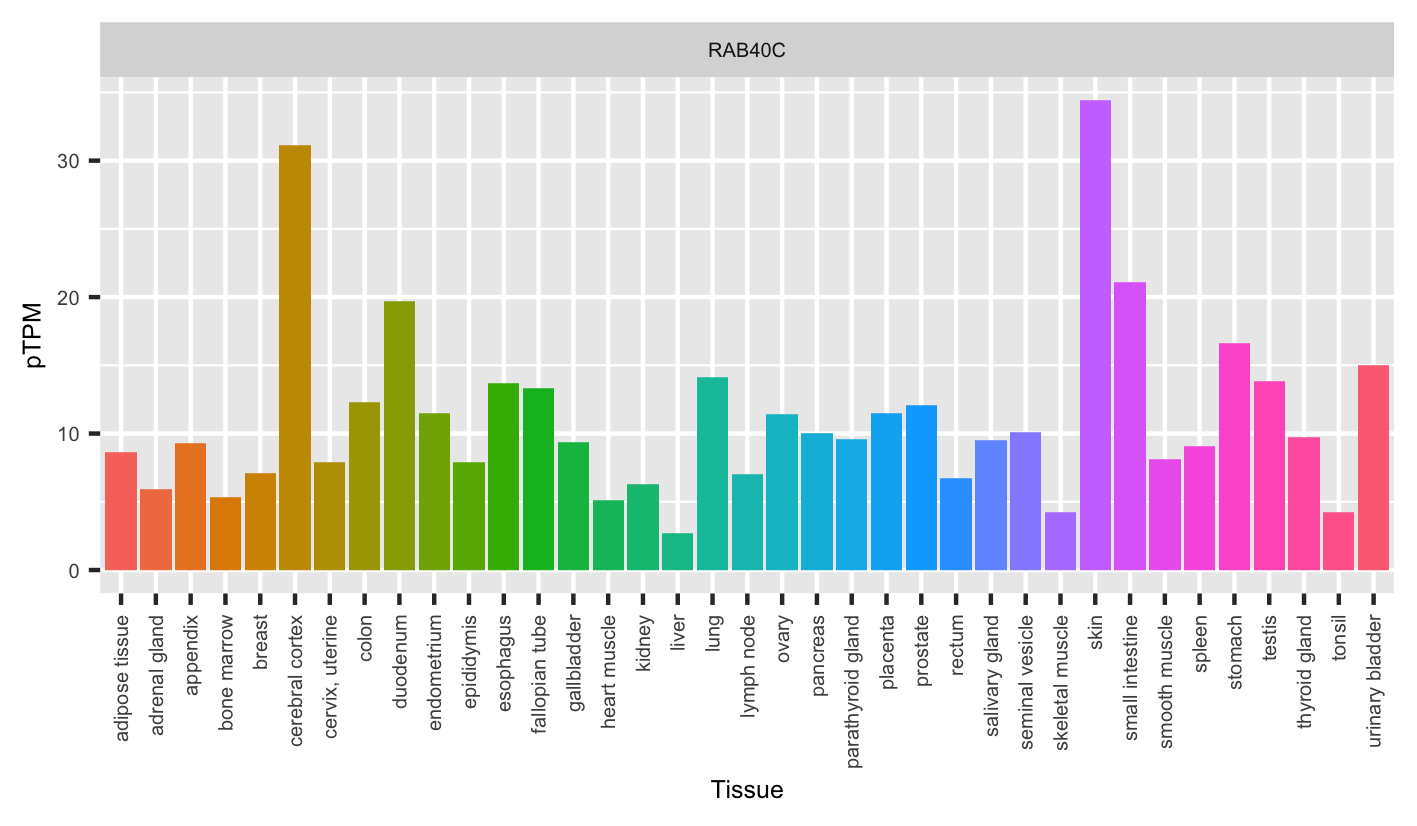 RAB40C
pTPM
30
20
10
0
adipose tissue
adrenal gland
appendix
bone marrow
breast
cerebral cortex
cervix, uterine
colon
duodenum
endometrium
epididymis
esophagus
fallopian tube
gallbladder
heart muscle
kidney
liver
lung
lymph node
ovary
pancreas
parathyroid gland
placenta
prostate
rectum
salivary gland
seminal vesicle
skeletal muscle
skin
small intestine
smooth muscle
spleen
stomach
testis
thyroid gland
tonsil
urinary bladder
Tissue